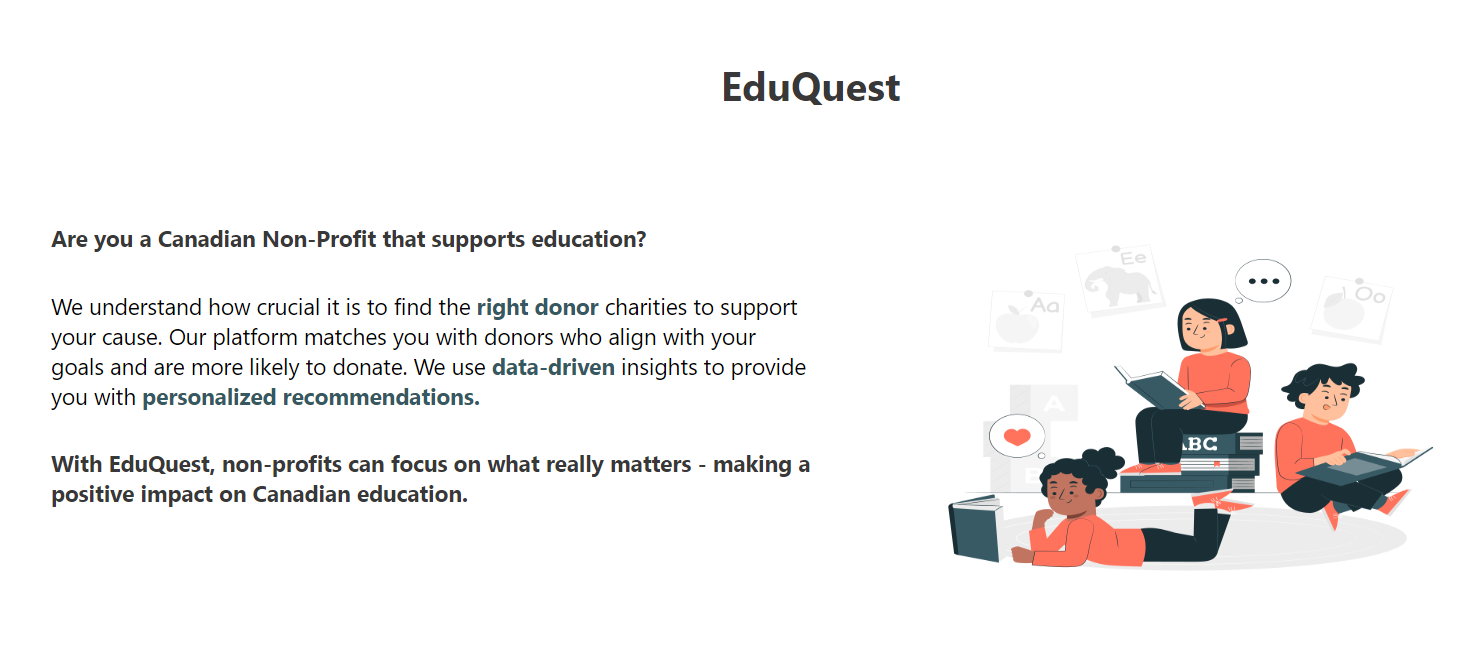 EduQuest
Are you a Canadian Non-Profit that supports education?
We understand how crucial it is to find the right donor charities to support
your cause. Our platform matches you with donors who align with your
goals and are more likely to donate. We use data-driven insights to provide
you with personalized recommendations.
With EduQuest, non-profits can focus on what really matters - making a
positive impact on Canadian education.
Ee
Aa
Oo
A
ABC